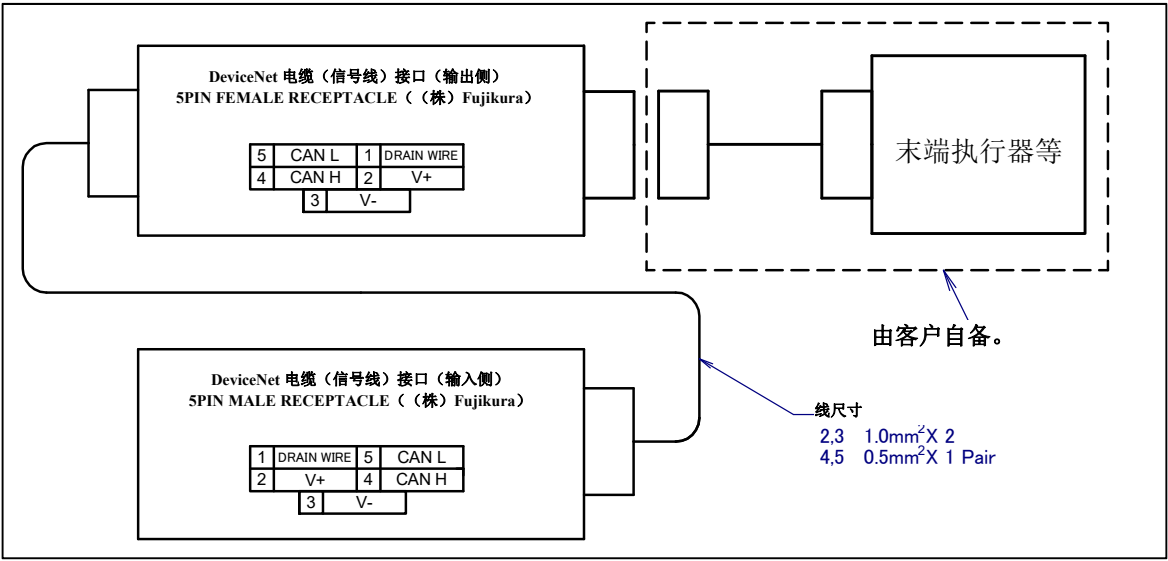 DeviceNet 电缆（信号线）接口（输出侧）
5PIN FEMALE RECEPTACLE（（株）Fujikura）
5 CAN L 1 DRAIN WIRE
4 CAN H 2 V+
3 V-
末端执行器等
由客户自备。
DeviceNet 电缆（信号线）接口（输入侧）
5PIN MALE RECEPTACLE（（株）Fujikura）
1 DRAIN WIRE 5 CAN L
2 V+ 4 CAN H
3 V-
线尺寸
2,3 1.0mm²X 2
4,5 0.5mm²X 1 Pair